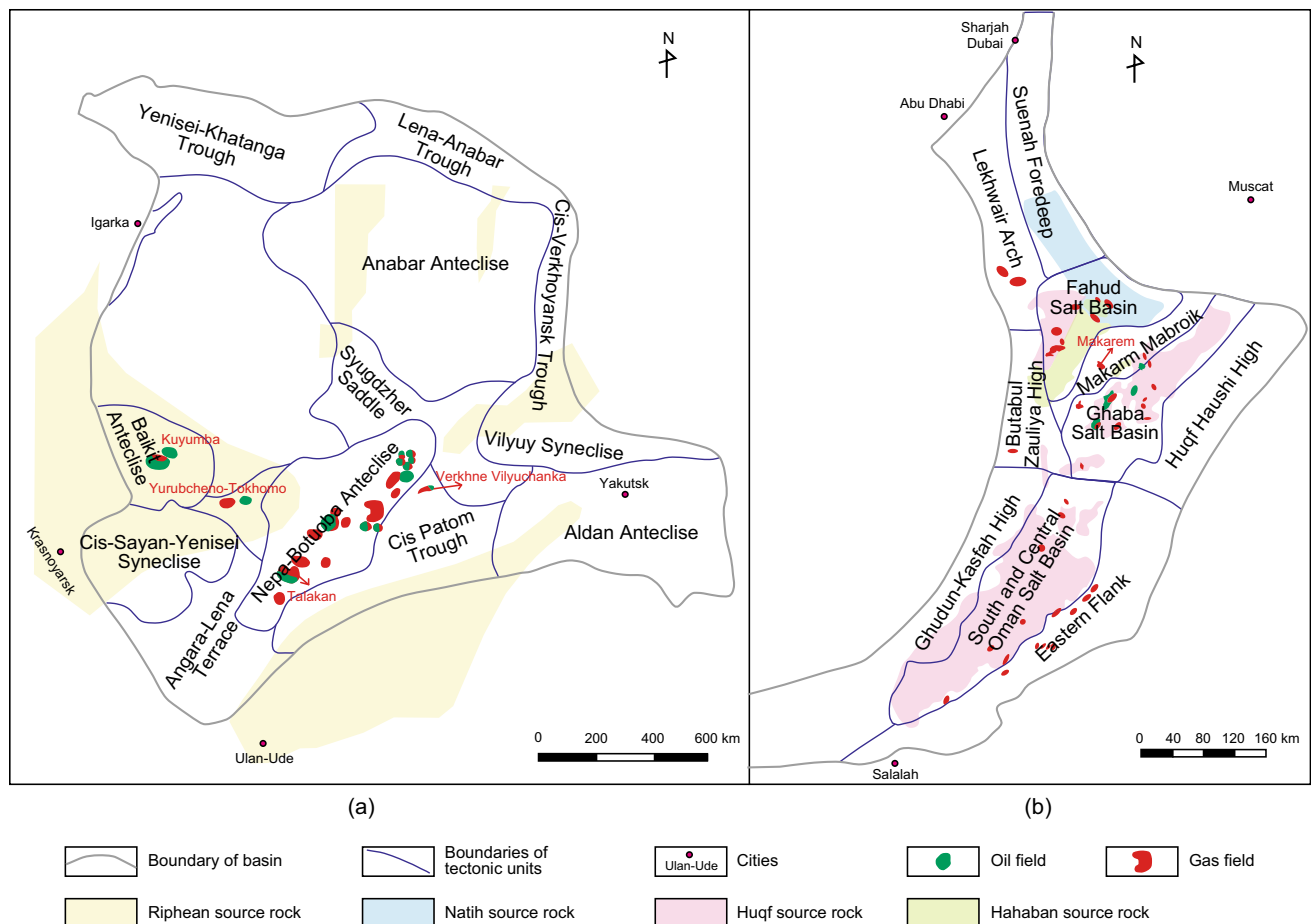 N
Yenisei-Khatanga
Trough
Lena-Anabar
Trough
Igarka
Cis-Verkhoyansk Trough
Anabar Anteclise
Syugdzher
Saddle
Baikit
Anteclise
Kuyumba
Vilyuy Syneclise
Yurubcheno-Tokhomo
Nepa-Botuoba Anteclise
Verkhne Vilyuchanka
Yakutsk
Cis Patom
Trough
Aldan Anteclise
Krasnoyarsk
Cis-Sayan-Yenisei
Syneclise
Talakan
Angara-Lena
Terrace
Ulan-Ude
0 200 400 600 km
(a)
Sharjah
Dubai
N
Abu Dhabi
Suenah Foredeep
Lekhwair Arch
Muscat
Fahud
Salt Basin
Makarem
Makarm Mabroik
Butabul
Zauliya High
Ghaba
Salt Basin
Huqf Haushi High
Ghudun-Kasfah High
South and Central
Oman Salt Basin
Eastern Flank
Salalah
0 40 80 120 160 km
(b)
Boundary of basin
Boundaries of
tectonic units
Ulan-Ude
Cities
Oil field
Gas field
Riphean source rock
Natih source rock
Huqf source rock
Hahaban source rock